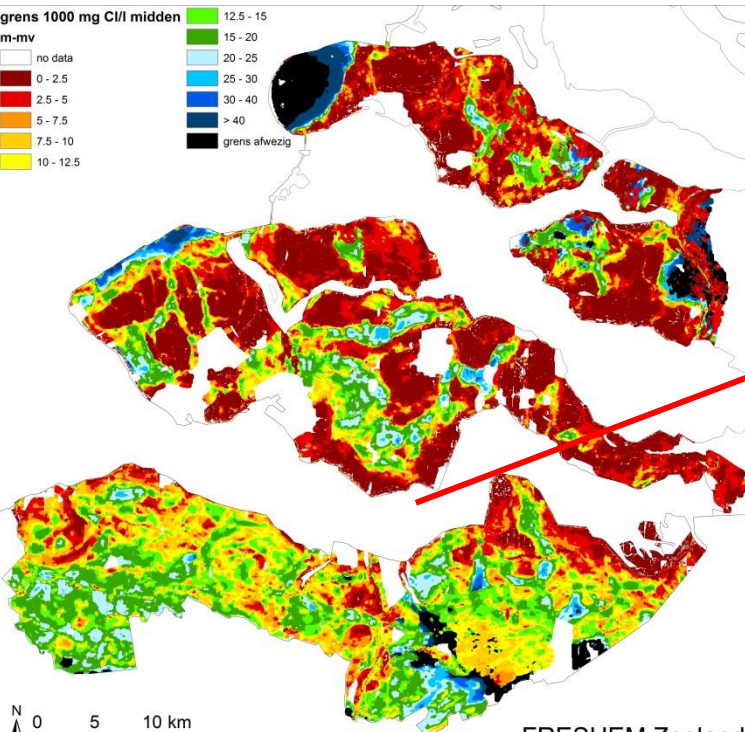 grens 1000 mg Cl/l midden
m-mv
no data
0 - 2.5
2.5 - 5
5 - 7.5
7.5 - 10
10 - 12.5
12.5 - 15
15 - 20
20 - 25
25 - 30
30 - 40
> 40
grens afwezig
N
0 5 10 km
FRESHEM Zeeland